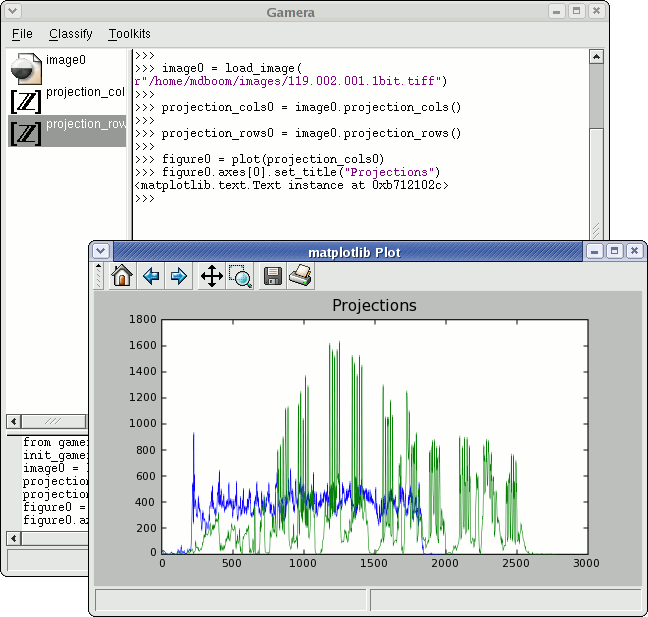 Gamera
File Classify Toolkits
image0
projection_col
projection_row
>>>
>>> image0 = load_image(
r"/home/mdboom/images/119.002.001.1bit.tiff")
>>>
>>> projection_cols0 = image0.projection_cols()
>>>
>>> projection_rows0 = image0.projection_rows()
>>>
>>> figure0 = plot(projection_cols0)
>>> figure0.axes[0].set_title("Projections")
<matplotlib.text.Text instance at 0xb712102c>
>>>
from gamer
init_gamer
image0 = l
projection
projection
figure0 =
figure0.ax
matplotlib Plot
Projections
1800
1600
1400
1200
1000
800
600
400
200
0
0 500 1000 1500 2000 2500 3000